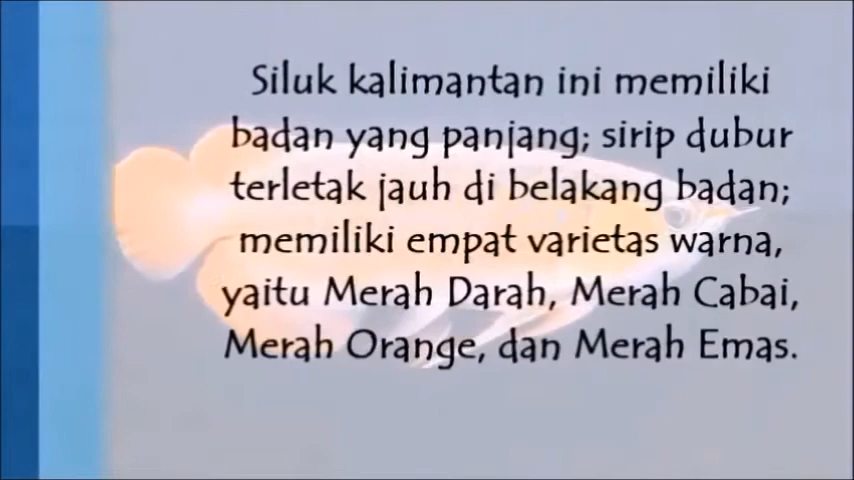 Siluk kalimantan ini memiliki
badan yang panjang; sirip dubur
terletak jauh di belakang badan;
memiliki empat varietas warna,
yaitu Merah Darah, Merah Cabai,
Merah Orange, dan Merah Emas.